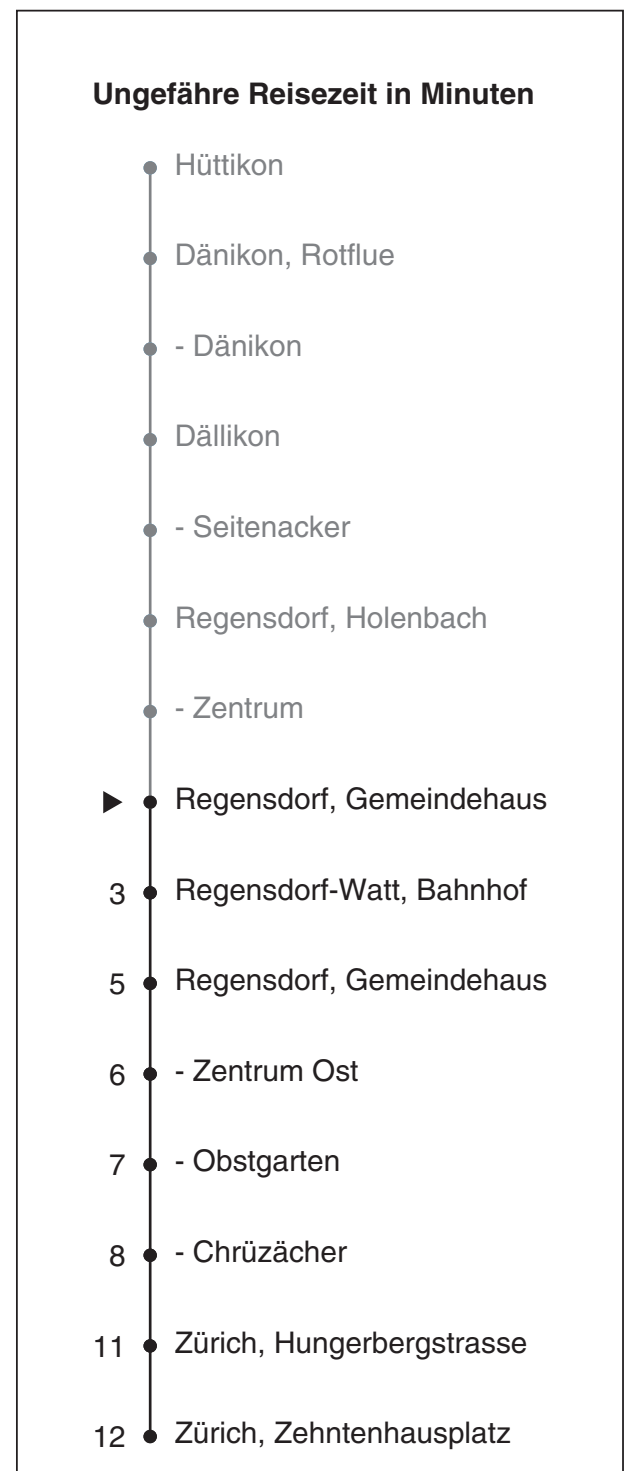 Ungefähre Reisezeit in Minuten
Hüttikon
Dänikon, Rotflue
- Dänikon
Dällikon
- Seitenacker
Regensdorf, Holenbach
- Zentrum
Regensdorf, Gemeindehaus
3 Regensdorf-Watt, Bahnhof
5 Regensdorf, Gemeindehaus
6 - Zentrum Ost
7 - Obstgarten
8 - Chrüzächer
11 Zürich, Hungerbergstrasse
12 Zürich, Zehntenhausplatz